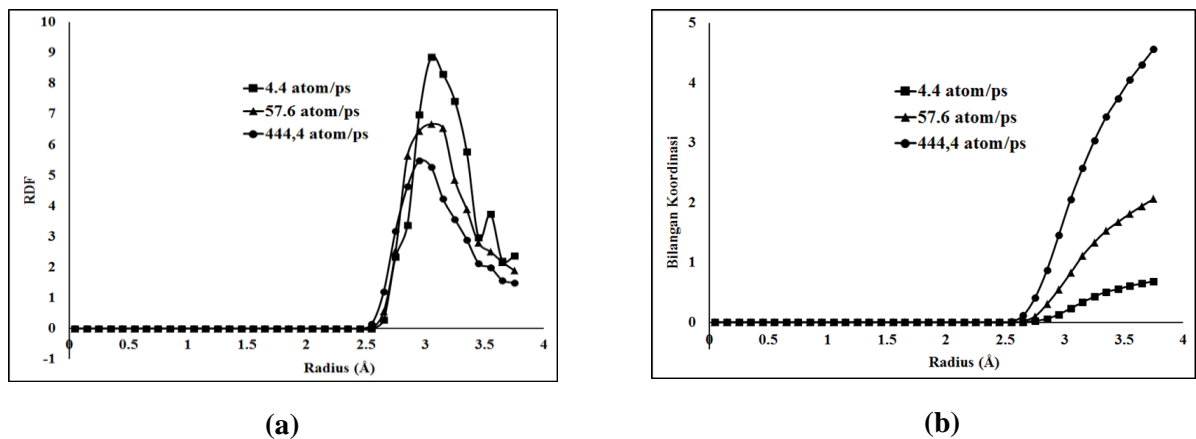 10
9
8
7
6
5
4
3
2
1
0
-1
RDF
4.4 atom/ps
57.6 atom/ps
444,4 atom/ps
0 0.5 1 1.5 2 2.5 3 3.5 4
Radius (Å)
(a)
5
4
3
2
1
0
Bilangan Koordinasi
4.4 atom/ps
57.6 atom/ps
444,4 atom/ps
0 0.5 1 1.5 2 2.5 3 3.5 4
Radius (Å)
(b)